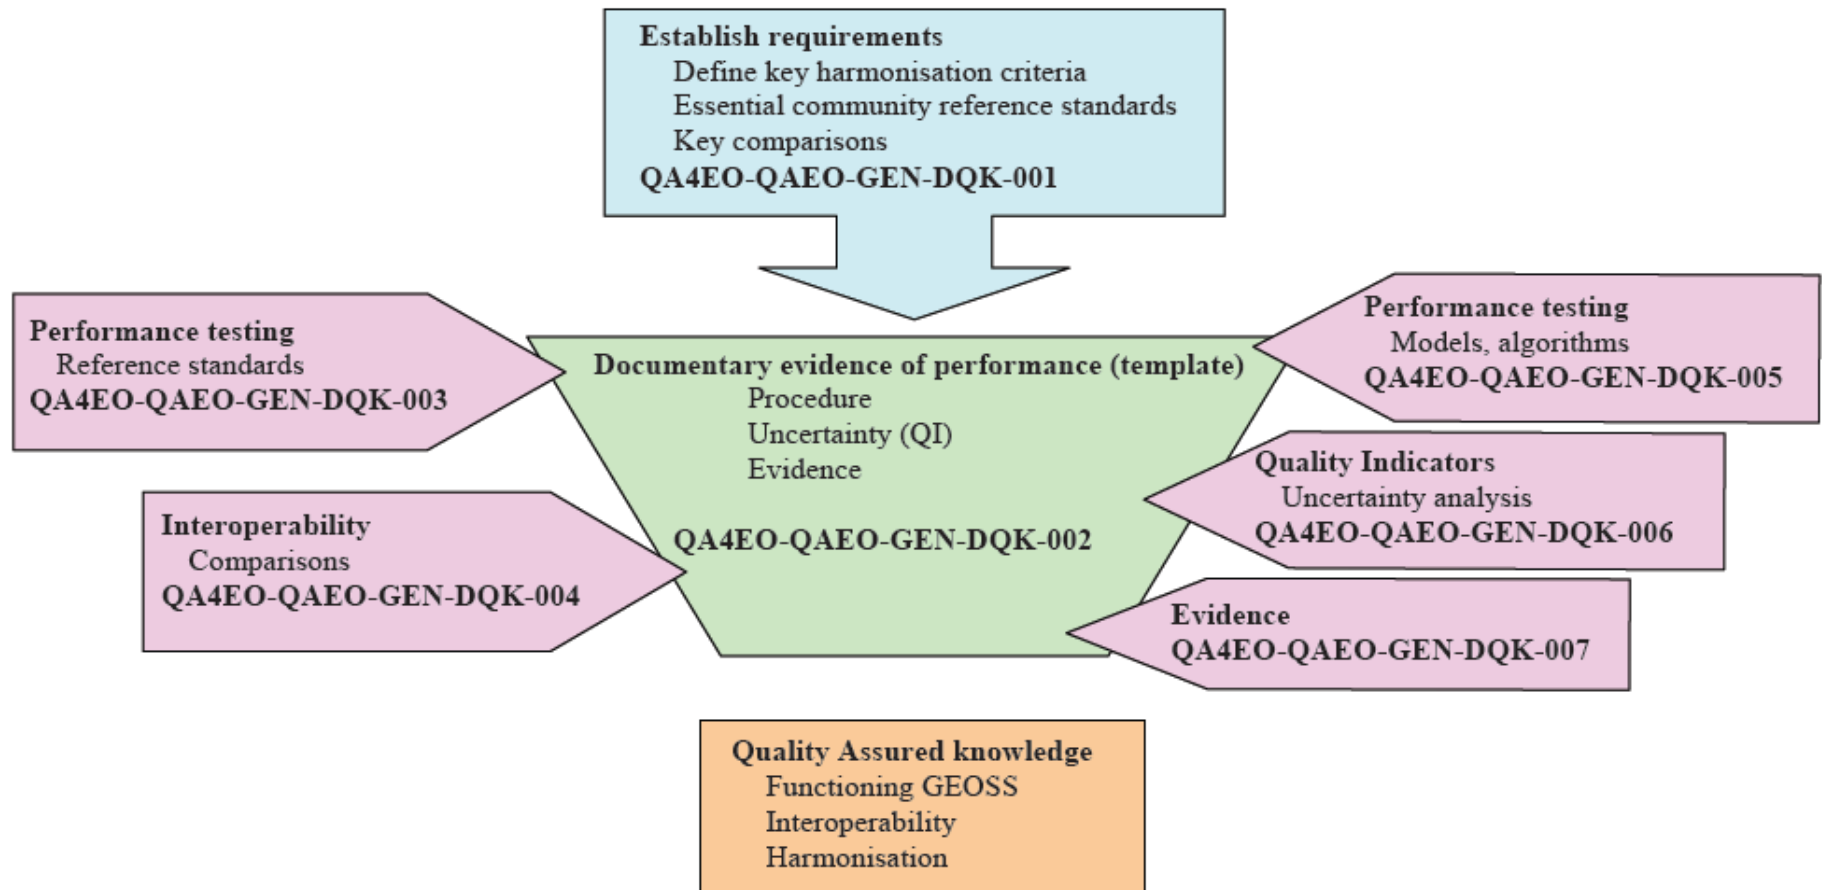 Establish requirements
Define key harmonisation criteria
Essential community reference standards
Key comparisons
QA4EO-QAEO-GEN-DQK-001
Performance testing
Reference standards
QA4EO-QAEO-GEN-DQK-003
Interoperability
Comparisons
QA4EO-QAEO-GEN-DQK-004
Documentary evidence of performance (template)
Procedure
Uncertainty (QI)
Evidence
QA4EO-QAEO-GEN-DQK-002
Performance testing
Models, algorithms
QA4EO-QAEO-GEN-DQK-005
Quality Indicators
Uncertainty analysis
QA4EO-QAEO-GEN-DQK-006
Evidence
QA4EO-QAEO-GEN-DQK-007
Quality Assured knowledge
Functioning GEOSS
Interoperability
Harmonisation